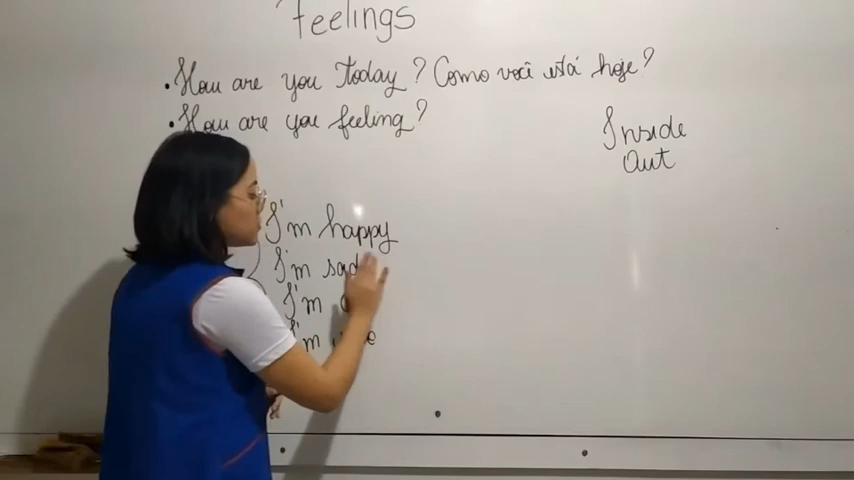 Feelings
• How are you today? Como você está hoje?
• How are you feeling?
Inside
Out
I'm happy
I'm sad
I'm
I'm